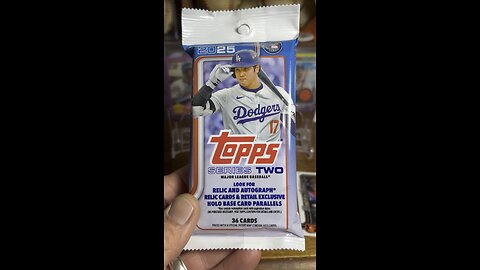 2025
Dodgers
17
TOPPS
SERIES TWO
MAJOR LEAGUE BASEBALL®
LOOK FOR
RELIC AND AUTOGRAPH*
RELIC CARDS & RETAIL EXCLUSIVE
HOLO BASE CARD PARALLELS
36 CARDS